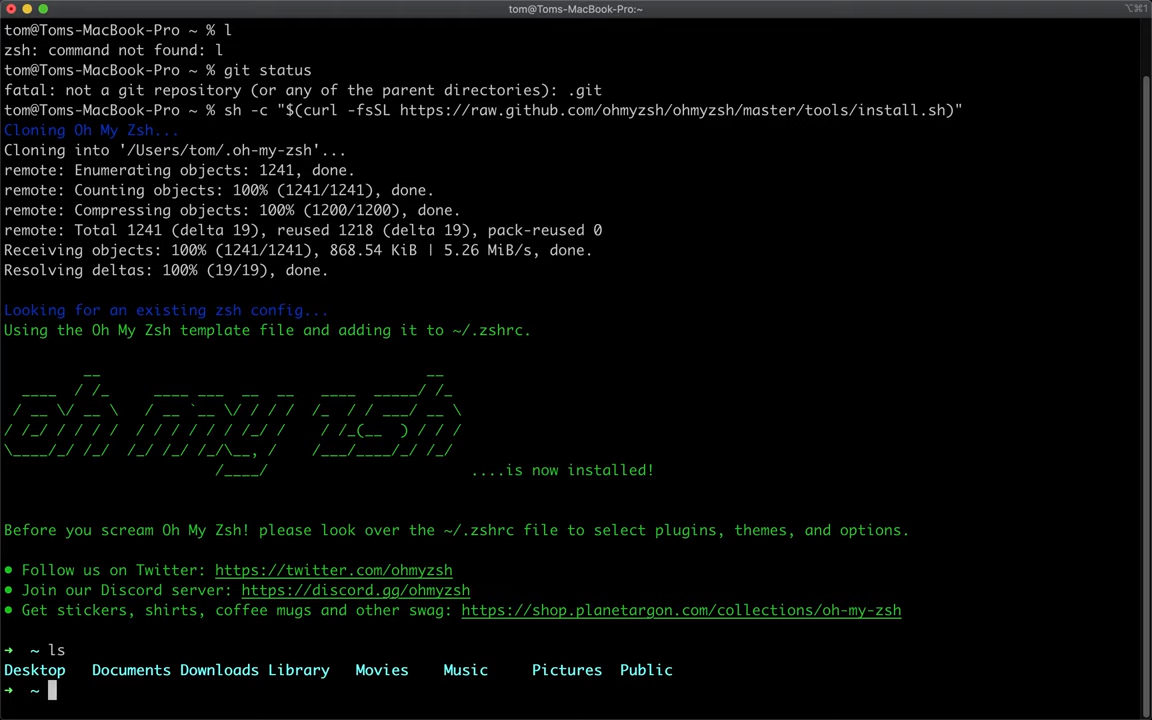 tom@Toms-MacBook-Pro:~
⌥⌘1
tom@Toms-MacBook-Pro ~ % l
zsh: command not found: l
tom@Toms-MacBook-Pro ~ % git status
fatal: not a git repository (or any of the parent directories): .git
tom@Toms-MacBook-Pro ~ % sh -c "$(curl -fsSL https://raw.github.com/ohmyzsh/ohmyzsh/master/tools/install.sh)"
Cloning Oh My Zsh...
Cloning into '/Users/tom/.oh-my-zsh'...
remote: Enumerating objects: 1241, done.
remote: Counting objects: 100% (1241/1241), done.
remote: Compressing objects: 100% (1200/1200), done.
remote: Total 1241 (delta 19), reused 1218 (delta 19), pack-reused 0
Receiving objects: 100% (1241/1241), 868.54 KiB | 5.26 MiB/s, done.
Resolving deltas: 100% (19/19), done.
Looking for an existing zsh config...
Using the Oh My Zsh template file and adding it to ~/.zshrc.
oh my zsh
....is now installed!
Before you scream Oh My Zsh! please look over the ~/.zshrc file to select plugins, themes, and options.
• Follow us on Twitter: https://twitter.com/ohmyzsh
• Join our Discord server: https://discord.gg/ohmyzsh
• Get stickers, shirts, coffee mugs and other swag: https://shop.planetargon.com/collections/oh-my-zsh
➜  ~ ls
Desktop   Documents Downloads Library   Movies    Music     Pictures  Public
➜  ~